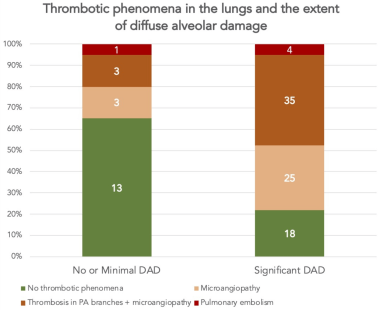 Thrombotic phenomena in the lungs and the extent
of diffuse alveolar damage
100%
90%
80%
70%
60%
50%
40%
30%
20%
10%
0%
1
3
3
13
4
35
25
18
No or Minimal DAD
Significant DAD
No thrombotic phenomena
Microangiopathy
Thrombosis in PA branches + microangiopathy
Pulmonary embolism